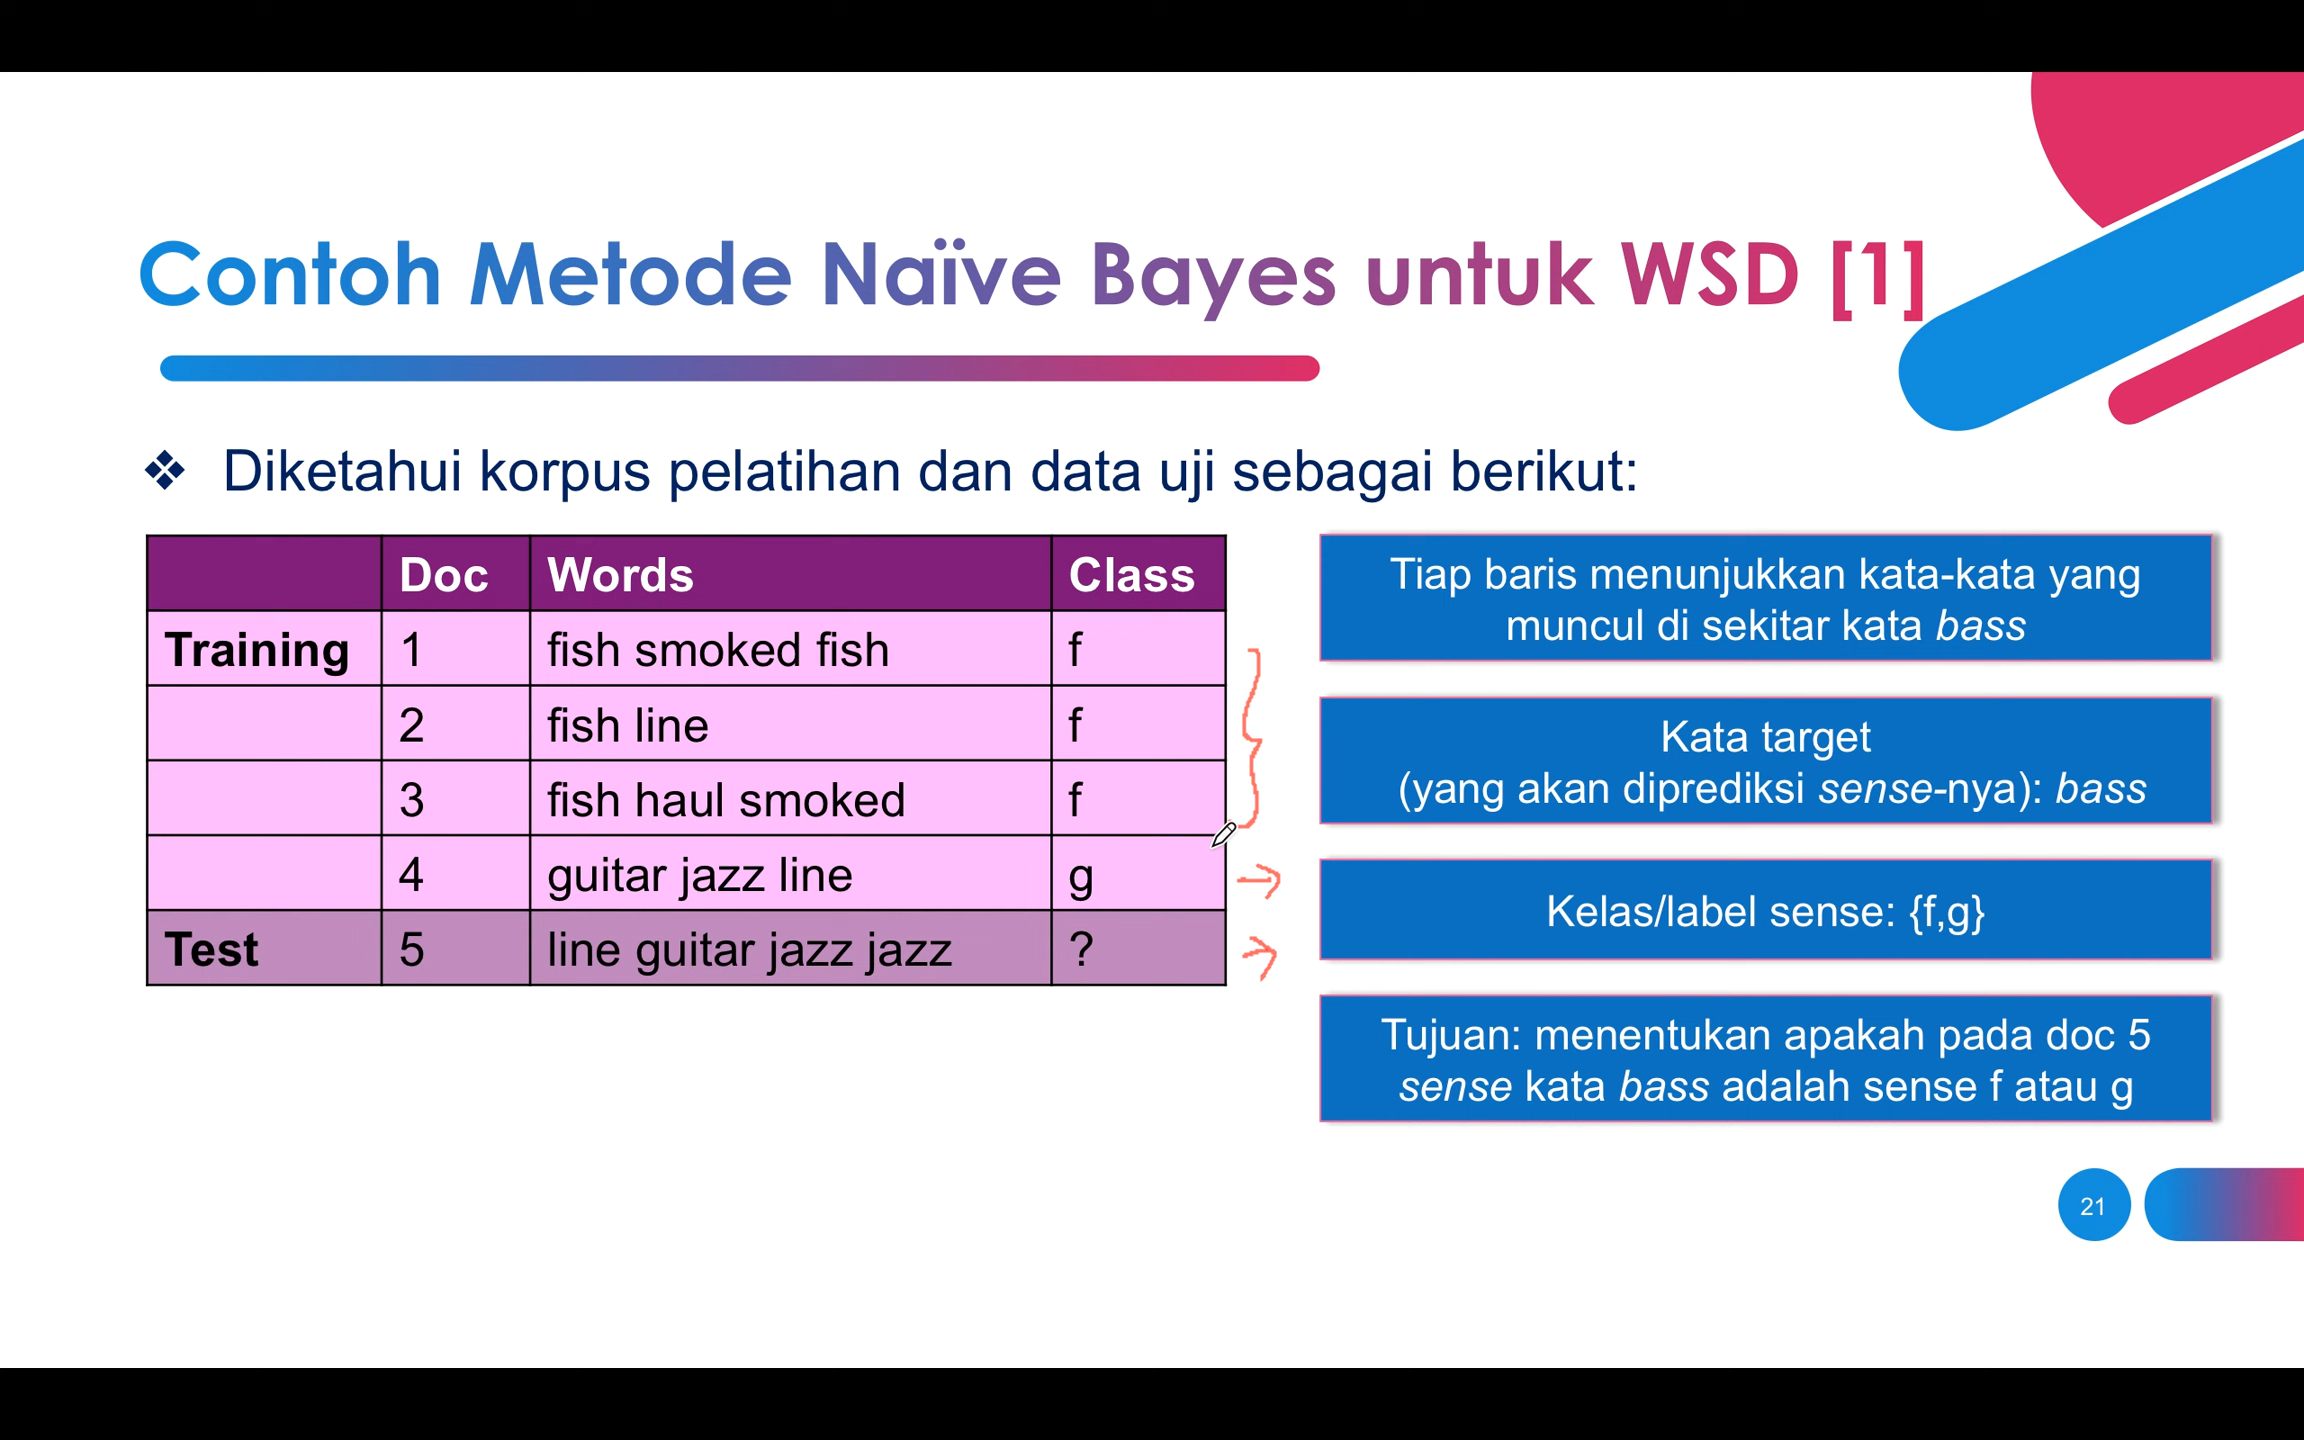 Contoh Metode Naïve Bayes untuk WSD [1]
❖ Diketahui korpus pelatihan dan data uji sebagai berikut:
Doc Words Class
Training 1 fish smoked fish f
2 fish line f
3 fish haul smoked f
4 guitar jazz line g
Test 5 line guitar jazz jazz ?
Tiap baris menunjukkan kata-kata yang
muncul di sekitar kata bass
Kata target
(yang akan diprediksi sense-nya): bass
Kelas/label sense: {f,g}
Tujuan: menentukan apakah pada doc 5
sense kata bass adalah sense f atau g
21